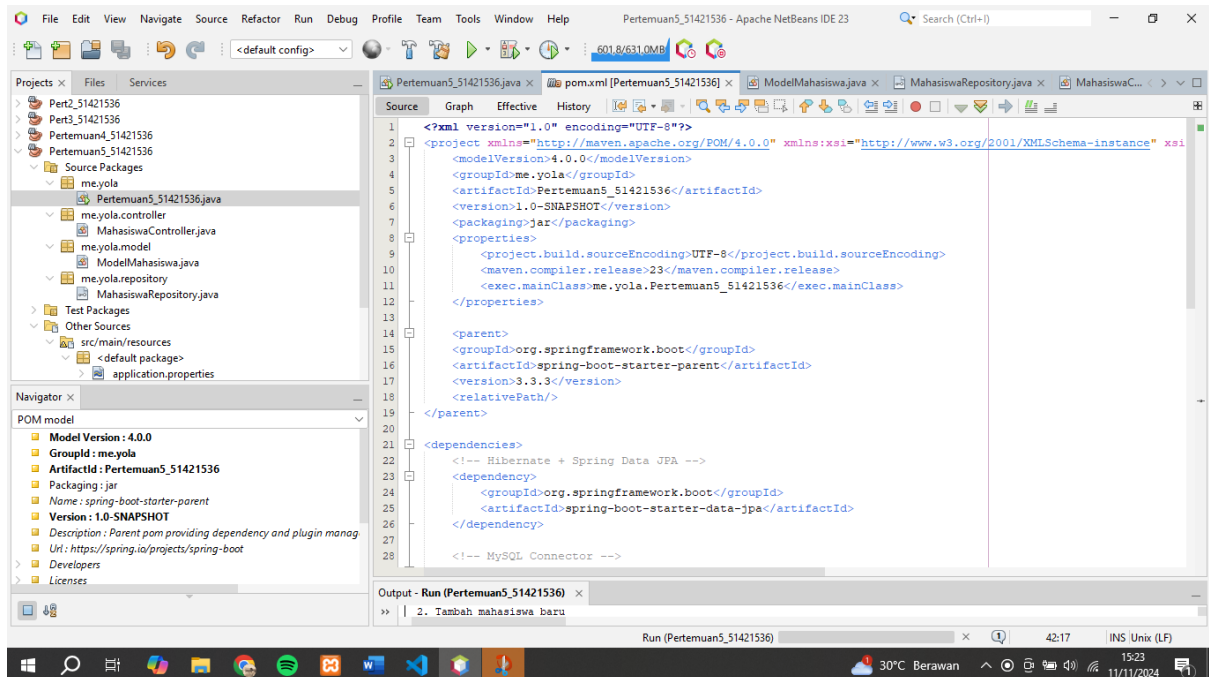 File Edit View Navigate Source Refactor Run Debug Profile Team Tools Window Help Pertemuan5_51421536 - Apache NetBeans IDE 23 Search (Ctrl+I)
<default config> 601,8/631,0MB
Projects Files Services
Pertemuan5_51421536.java pom.xml [Pertemuan5_51421536] ModelMahasiswa.java MahasiswaRepository.java MahasiswaC...
Source Graph Effective History
Pert2_51421536
Pert3_51421536
Pertemuan4_51421536
Pertemuan5_51421536
Source Packages
me.yola
Pertemuan5_51421536.java
me.yola.controller
MahasiswaController.java
me.yola.model
ModelMahasiswa.java
me.yola.repository
MahasiswaRepository.java
Test Packages
Other Sources
src/main/resources
<default package>
application.properties
Navigator
POM model
Model Version : 4.0.0
GroupId : me.yola
ArtifactId : Pertemuan5_51421536
Packaging : jar
Name : spring-boot-starter-parent
Version : 1.0-SNAPSHOT
Description : Parent pom providing dependency and plugin manag
Url : https://spring.io/projects/spring-boot
Developers
Licenses
1 <?xml version="1.0" encoding="UTF-8"?>
2 <project xmlns="http://maven.apache.org/POM/4.0.0" xmlns:xsi="http://www.w3.org/2001/XMLSchema-instance" xsi
3 <modelVersion>4.0.0</modelVersion>
4 <groupId>me.yola</groupId>
5 <artifactId>Pertemuan5_51421536</artifactId>
6 <version>1.0-SNAPSHOT</version>
7 <packaging>jar</packaging>
8 <properties>
9 <project.build.sourceEncoding>UTF-8</project.build.sourceEncoding>
10 <maven.compiler.release>23</maven.compiler.release>
11 <exec.mainClass>me.yola.Pertemuan5_51421536</exec.mainClass>
12 </properties>
13
14 <parent>
15 <groupId>org.springframework.boot</groupId>
16 <artifactId>spring-boot-starter-parent</artifactId>
17 <version>3.3.3</version>
18 <relativePath/>
19 </parent>
20
21 <dependencies>
22 <!-- Hibernate + Spring Data JPA -->
23 <dependency>
24 <groupId>org.springframework.boot</groupId>
25 <artifactId>spring-boot-starter-data-jpa</artifactId>
26 </dependency>
27
28 <!-- MySQL Connector -->
Output - Run (Pertemuan5_51421536)
2. Tambah mahasiswa baru
Run (Pertemuan5_51421536) 1 42:17 INS Unix (LF)
30°C Berawan 15:23
11/11/2024